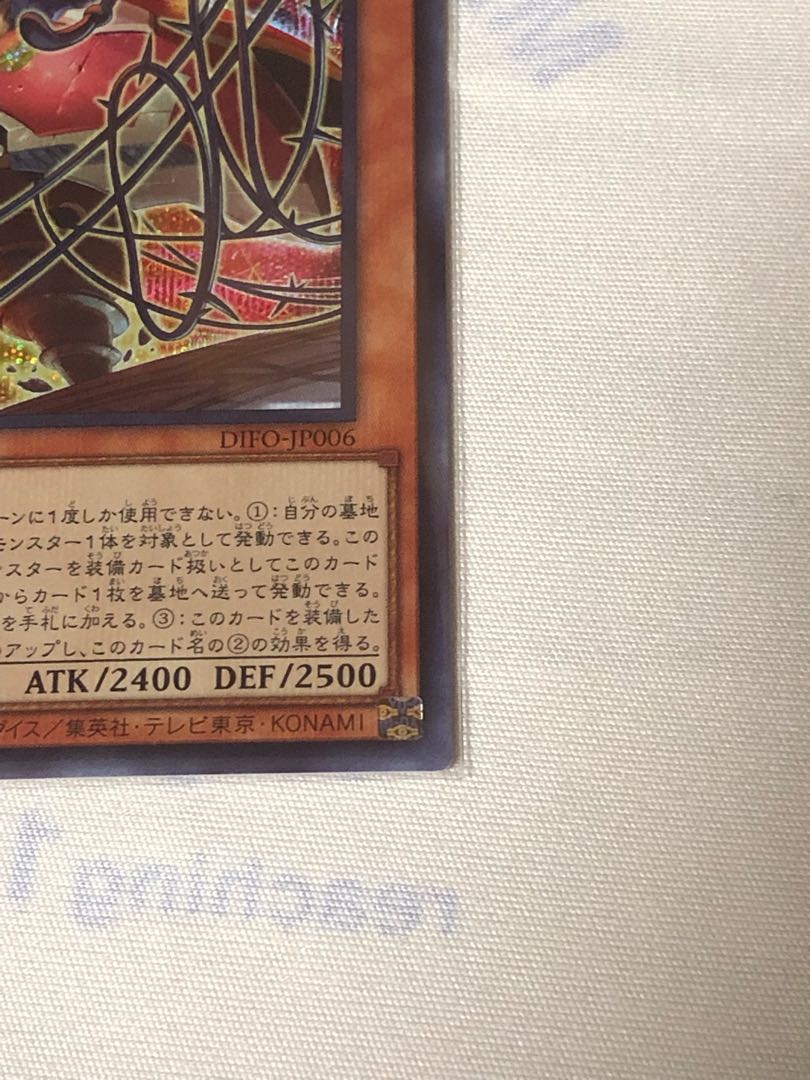 DIFO-JP006
ーンに1度しか使用できない。①:自分の墓地
モンスター1体を対象として発動できる。この
スターを装備カード扱いとしてこのカード
からカード1枚を墓地へ送って発動できる。
を手札に加える。③:このカードを装備した
アップし、このカード名の②の効果を得る。
ATK/2400 DEF/2500
ダイス/集英社・テレビ東京・KONAMI
reaching 1